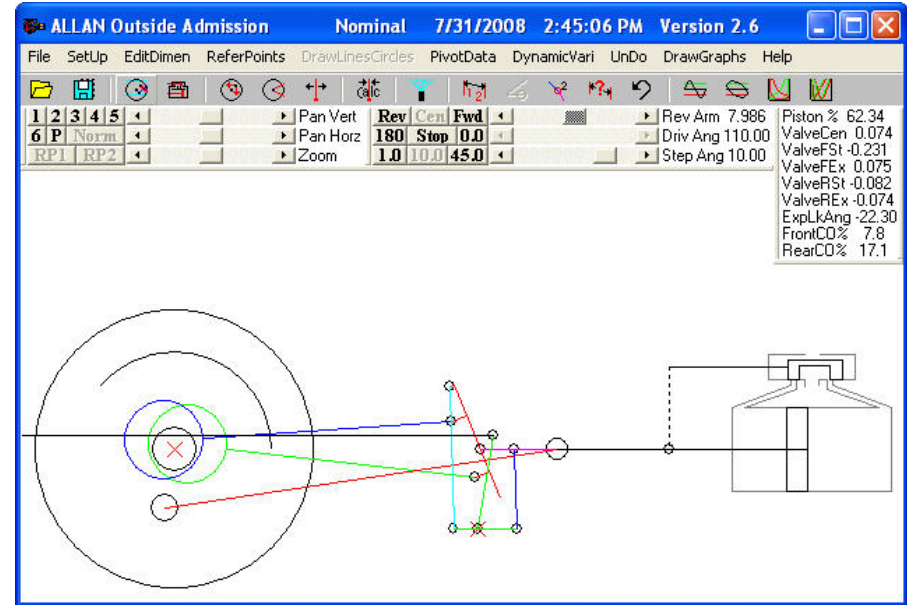 ALLAN Outside Admission Nominal 7/31/2008 2:45:06 PM Version 2.6
File SetUp EditDimen ReferPoints DrawLinesCircles PivotData DynamicVari UnDo DrawGraphs Help
calc
1 2 3 4 5 Pan Vert Rev Cen Fwd Rev Arm 7.986
6 P Norm Pan Horz 180 Stop 0.0 Driv Ang 110.00
RP1 RP2 Zoom 1.0 10.0 45.0 Step Ang 10.00
Piston % 62.34
ValveCen 0.074
ValveFSt -0.231
ValveFEx 0.075
ValveRSt -0.082
ValveREx -0.074
ExpLkAng -22.30
FrontCO% 7.8
RearCO% 17.1